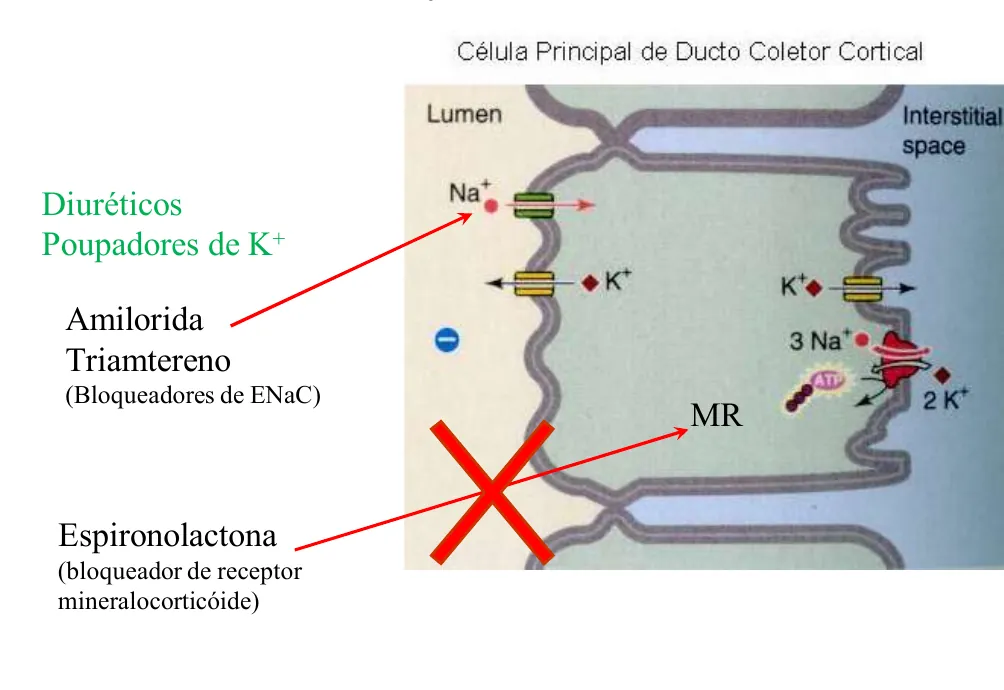 Célula Principal de Ducto Coletor Cortical
Lumen
Interstitial
space
Na+
Diuréticos
Poupadores de K+
K+
K+
Amilorida
Triamtereno
(Bloqueadores de ENaC)
3 Na+
ATP
2 K+
MR
Espironolactona
(bloqueador de receptor
mineralocorticóide)